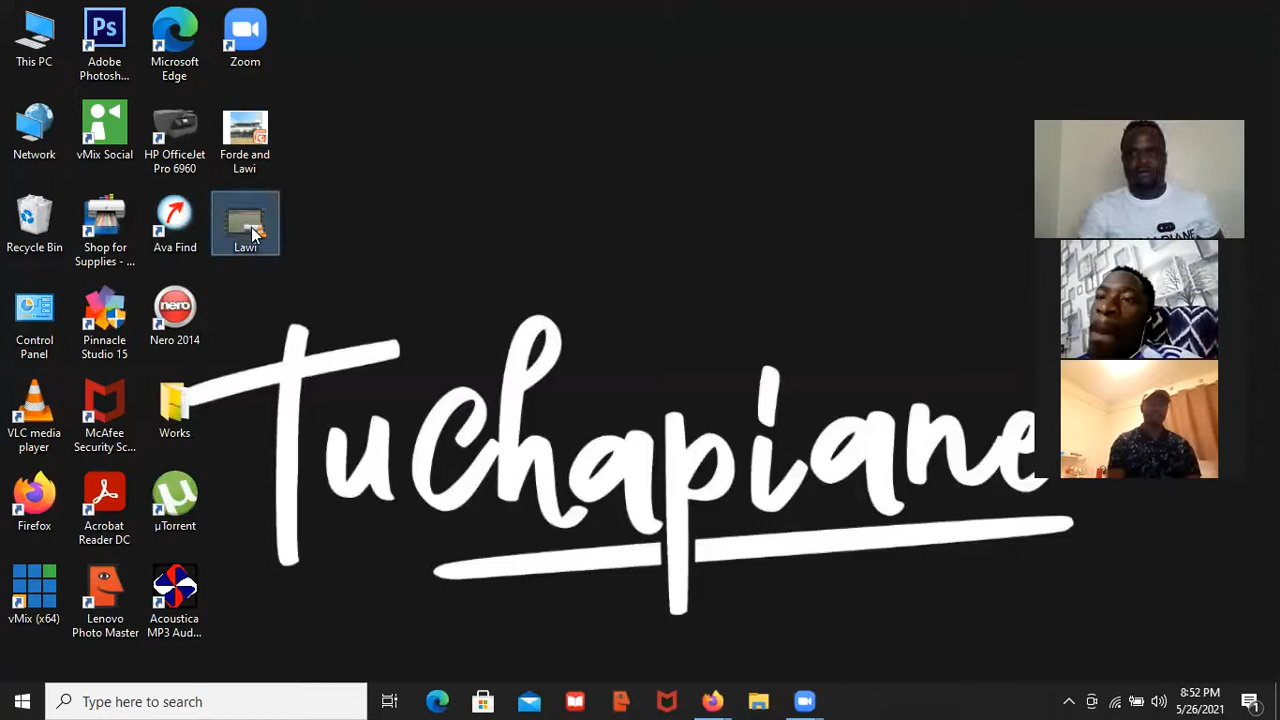 This PC
Adobe
Photosh...
Microsoft
Edge
Zoom
Network
vMix Social
HP OfficeJet
Pro 6960
Forde and
Lawi
Recycle Bin
Shop for
Supplies - ...
Ava Find
Lawi
Control
Panel
Pinnacle
Studio 15
nero
Nero 2014
VLC media
player
McAfee
Security Sc...
Works
Firefox
Acrobat
Reader DC
µTorrent
vMix (x64)
Lenovo
Photo Master
Acoustica
MP3 Aud...
Ps
Tuchapiane
Type here to search
8:52 PM
5/26/2021
1